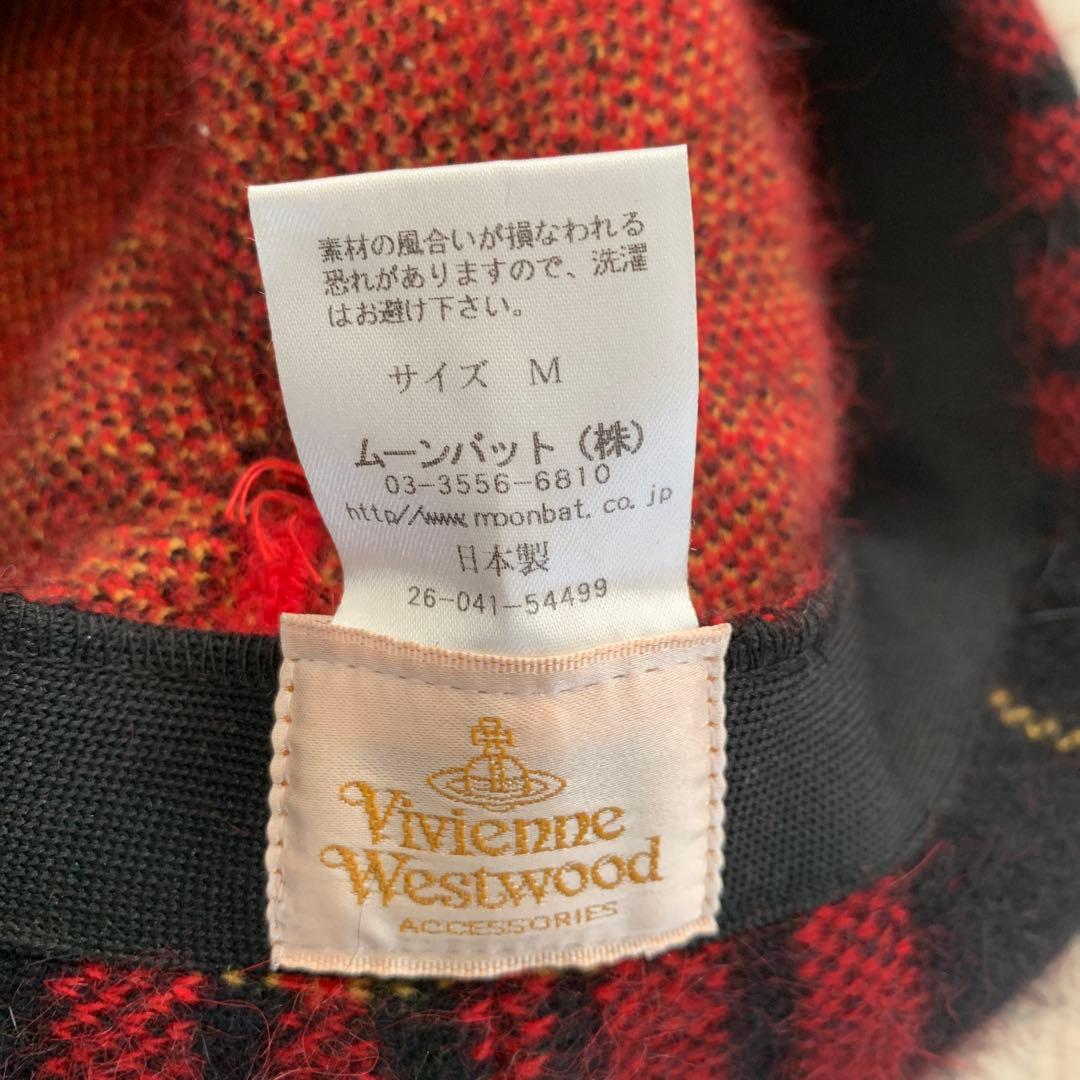 素材の風合いが損なわれる
恐れがありますので、洗濯
はお避け下さい。
サイズ M
ムーンバット(株)
03-3556-6810
http//www.moonbat.co.jp
日本製
26-041-54499
Vivienne
Westwood
ACCESSORIES